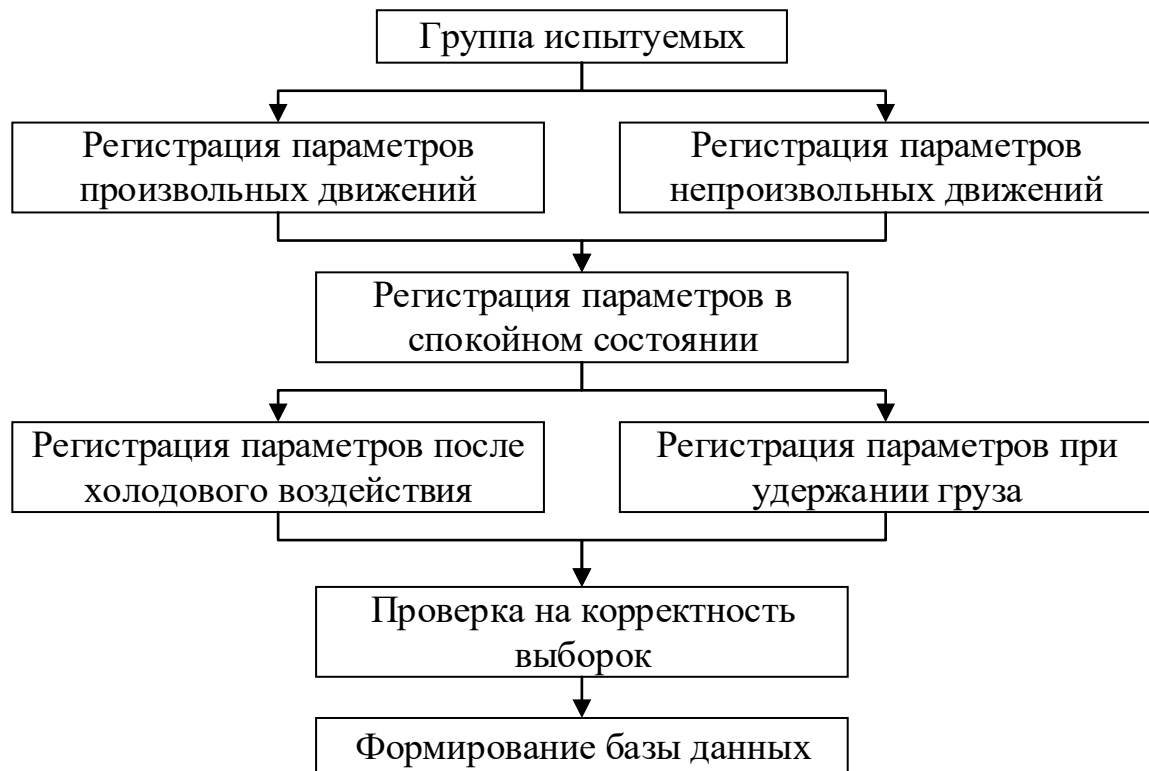 Группа испытуемых
Регистрация параметров
произвольных движений
Регистрация параметров
непроизвольных движений
Регистрация параметров в
спокойном состоянии
Регистрация параметров после
холодового воздействия
Регистрация параметров при
удержании груза
Проверка на корректность
выборок
Формирование базы данных